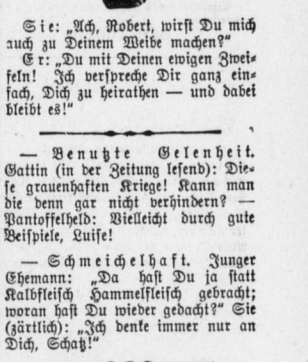 Sie: „Ach, Robert, wirst Du mich
auch zu Deinem Weibe machen?"
Er: „Du mit Deinen ewigen Zwei-
feln! Ich verspreche Dir ganz ein-
fach, Dich zu heirathen — und dabei
bleibt es!"
— Benutzte Gelenheit.
Gattin (in der Zeitung lesend): Die-
se grauenhaften Kriege! Kann man
die denn gar nicht verhindern? —
Pantoffelheld: Vielleicht durch gute
Beispiele, Luise!
— Schmeichelhaft. Junger
Ehemann: „Da hast Du ja statt
Kalbfleisch Hammelfleisch gebracht;
woran hast Du wieder gedacht?" Sie
(zärtlich): „Ich denke immer nur an
Dich, Schatz!"